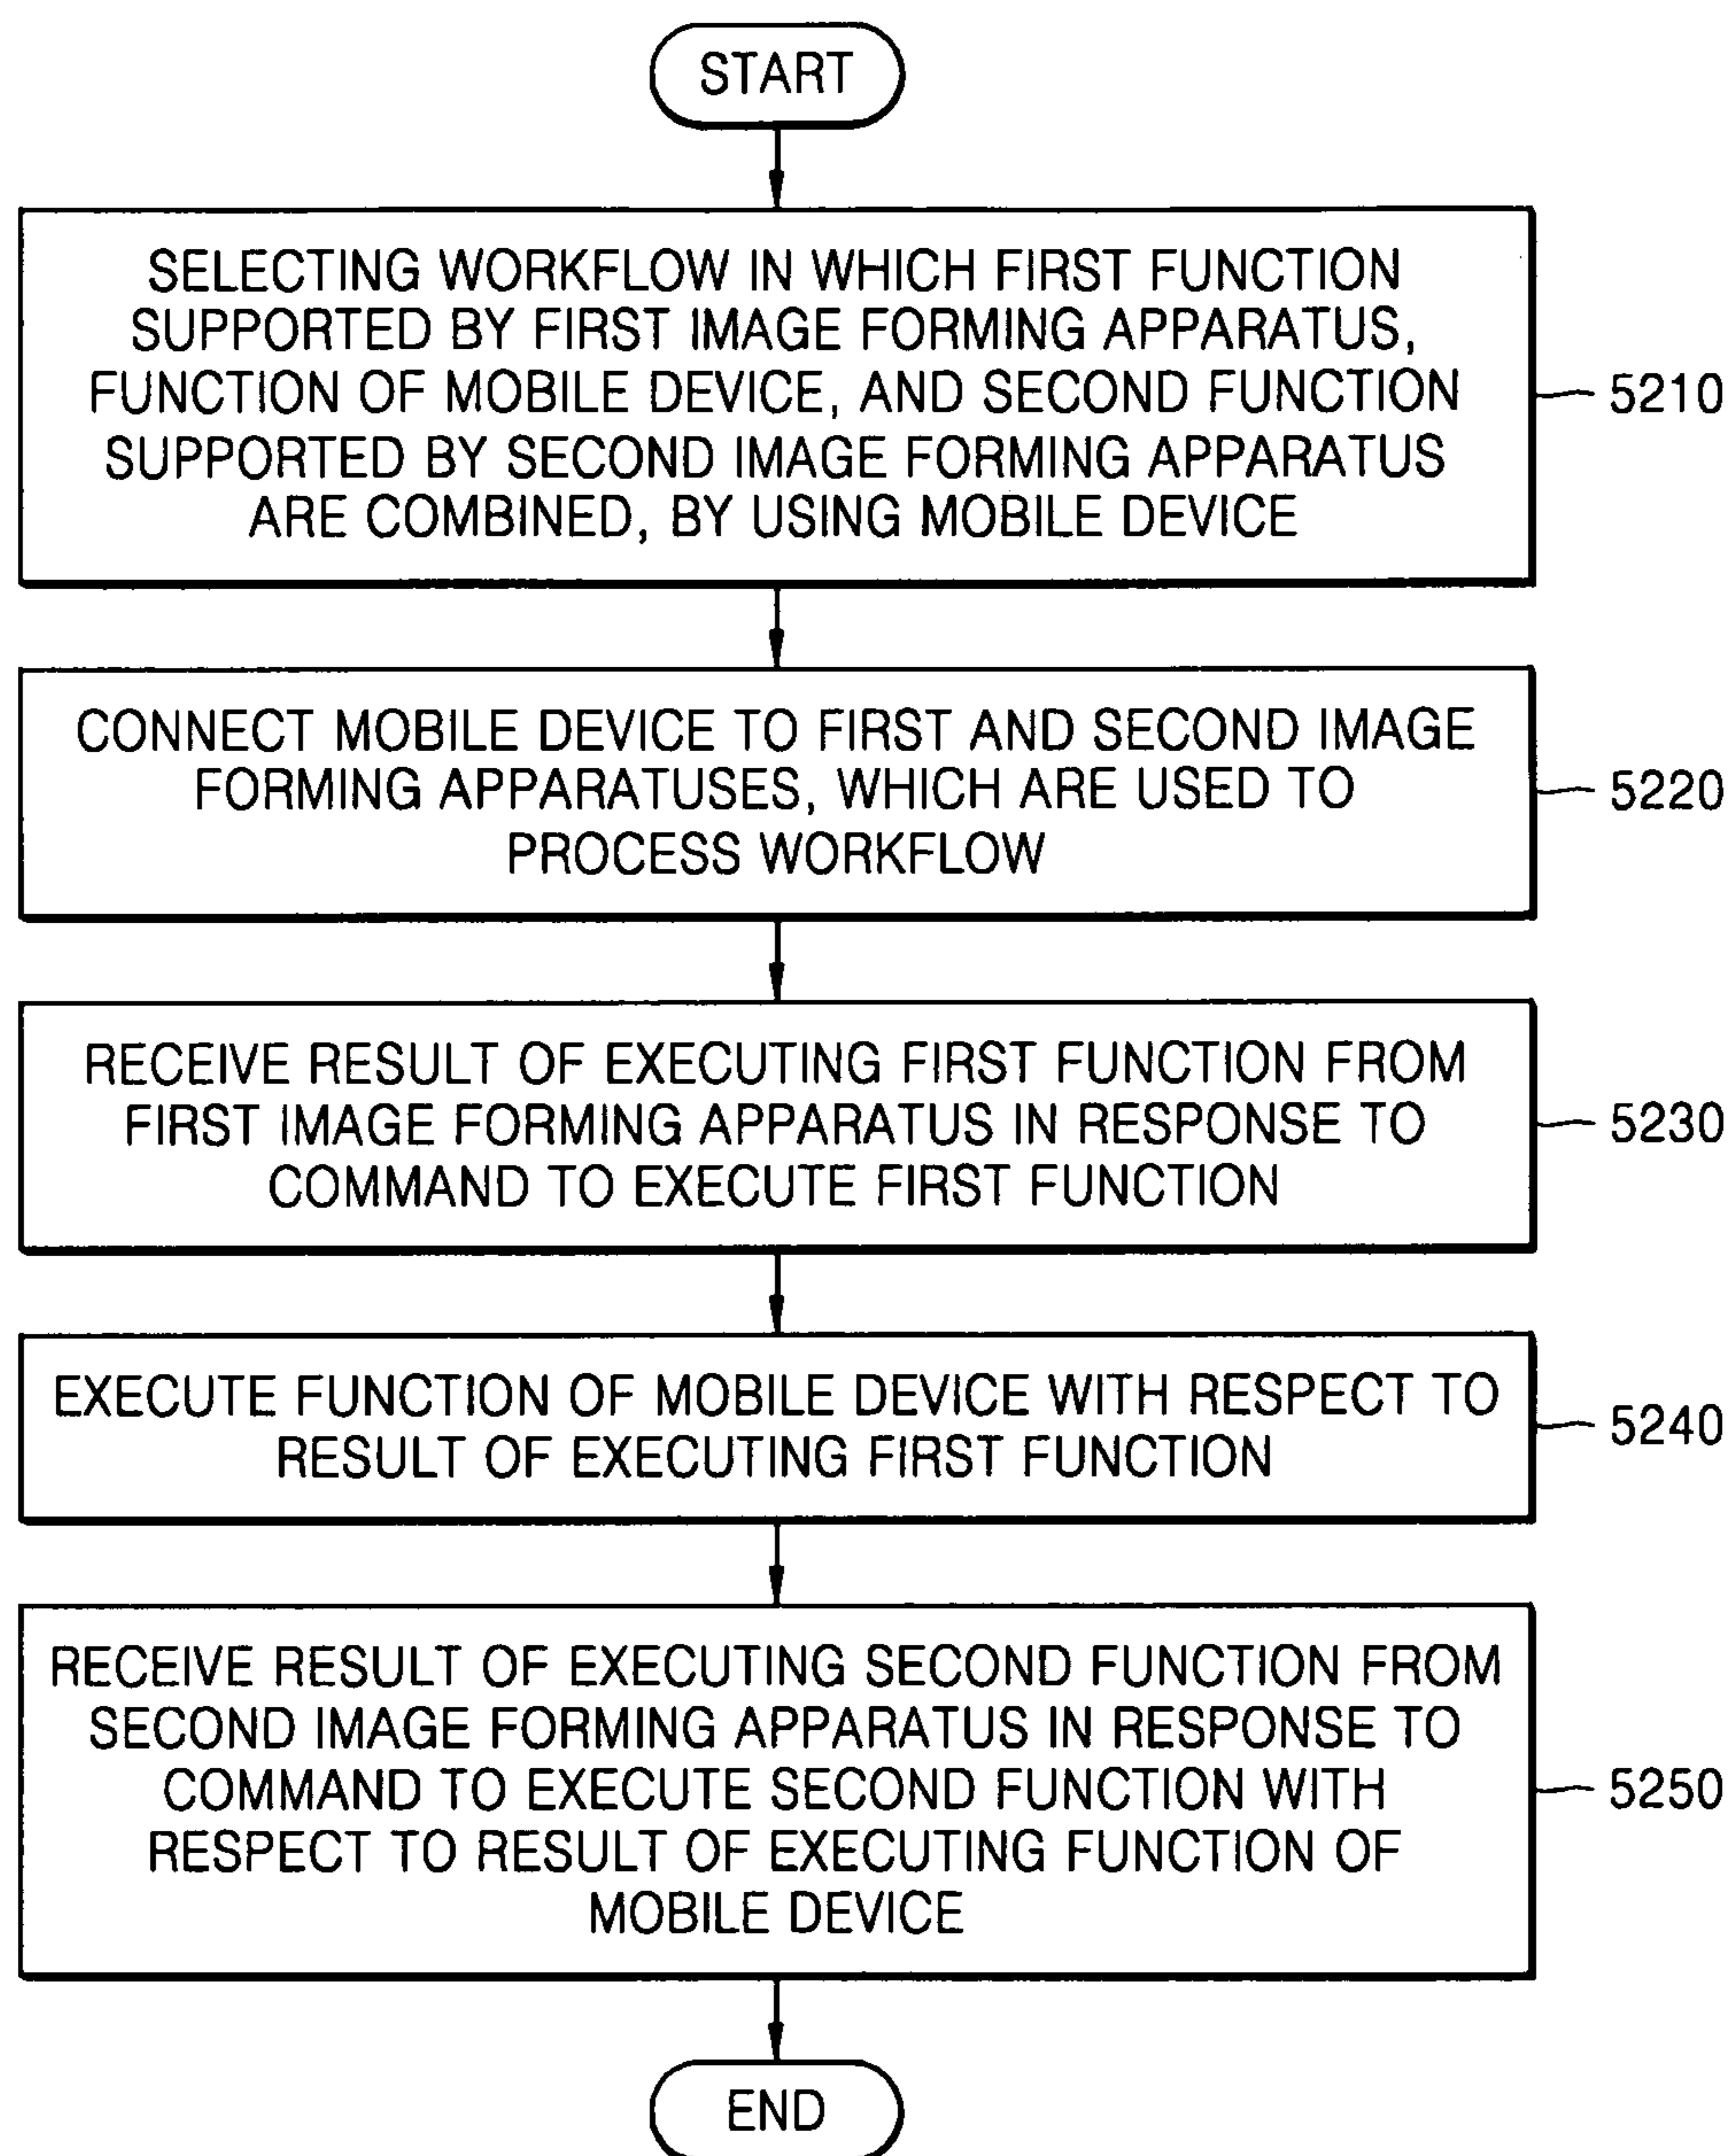 START
SELECTING WORKFLOW IN WHICH FIRST FUNCTION
SUPPORTED BY FIRST IMAGE FORMING APPARATUS,
FUNCTION OF MOBILE DEVICE, AND SECOND FUNCTION
SUPPORTED BY SECOND IMAGE FORMING APPARATUS
ARE COMBINED, BY USING MOBILE DEVICE
5210
CONNECT MOBILE DEVICE TO FIRST AND SECOND IMAGE
FORMING APPARATUSES, WHICH ARE USED TO
PROCESS WORKFLOW
5220
RECEIVE RESULT OF EXECUTING FIRST FUNCTION FROM
FIRST IMAGE FORMING APPARATUS IN RESPONSE TO
COMMAND TO EXECUTE FIRST FUNCTION
5230
EXECUTE FUNCTION OF MOBILE DEVICE WITH RESPECT TO
RESULT OF EXECUTING FIRST FUNCTION
5240
RECEIVE RESULT OF EXECUTING SECOND FUNCTION FROM
SECOND IMAGE FORMING APPARATUS IN RESPONSE TO
COMMAND TO EXECUTE SECOND FUNCTION WITH
RESPECT TO RESULT OF EXECUTING FUNCTION OF
MOBILE DEVICE
5250
END